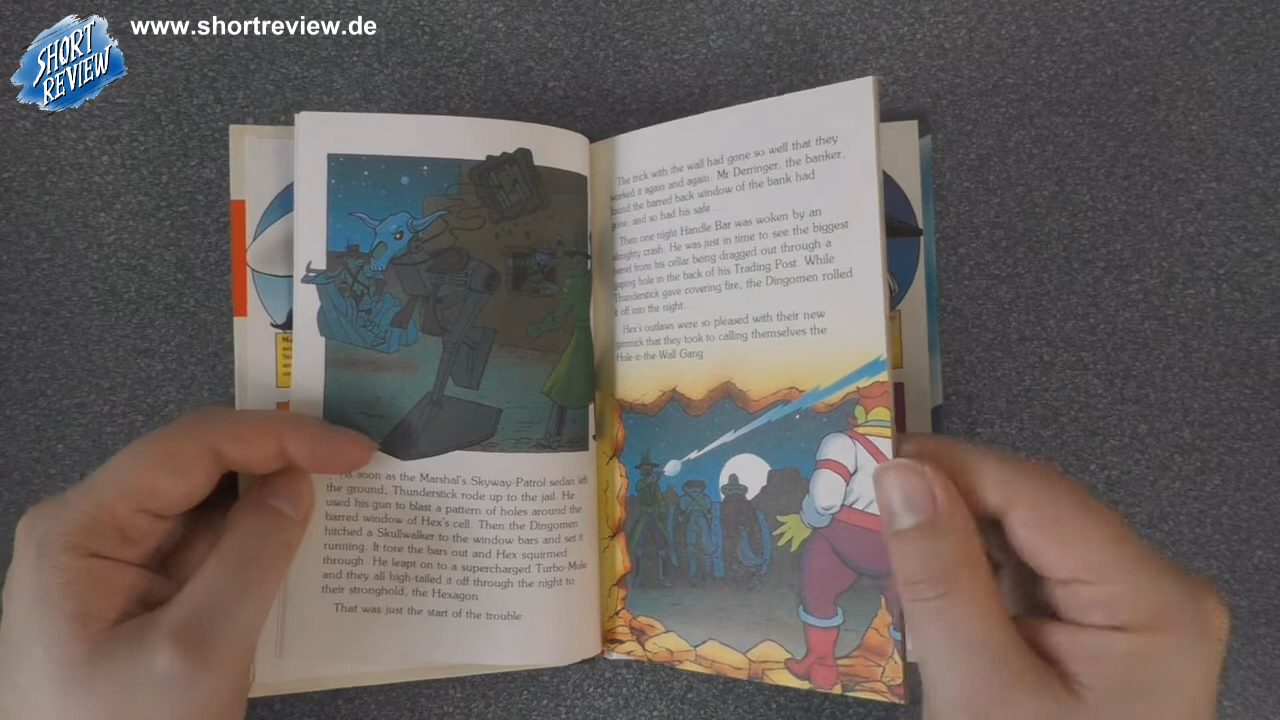 SHORT
REVIEW
www.shortreview.de
As soon as the Marshal's Skyway-Patrol sedan left
the ground, Thunderstick rode up to the jail. He
used his gun to blast a pattern of holes around the
barred window of Hex's cell. Then the Dingomen
hitched a Skullwalker to the window bars and set it
running. It tore the bars out and Hex squirmed
through. He leapt on to a supercharged Turbo-Mule
and they all high-tailed it off through the night to
their stronghold, the Hexagon.
That was just the start of the trouble.
The trick with the wall had gone so well that they
worked it again and again. Mr Derringer, the banker,
found the barred back window of the bank had
gone, and so had his safe...
Then one night Handle Bar was woken by an
almighty crash. He was just in time to see the biggest
barrel from his cellar being dragged out through a
gaping hole in the back of his Trading Post. While
Thunderstick gave covering fire, the Dingomen rolled
it off into the night...
Hex's outlaws were so pleased with their new
gimmick that they took to calling themselves the
Hole-in-the Wall Gang